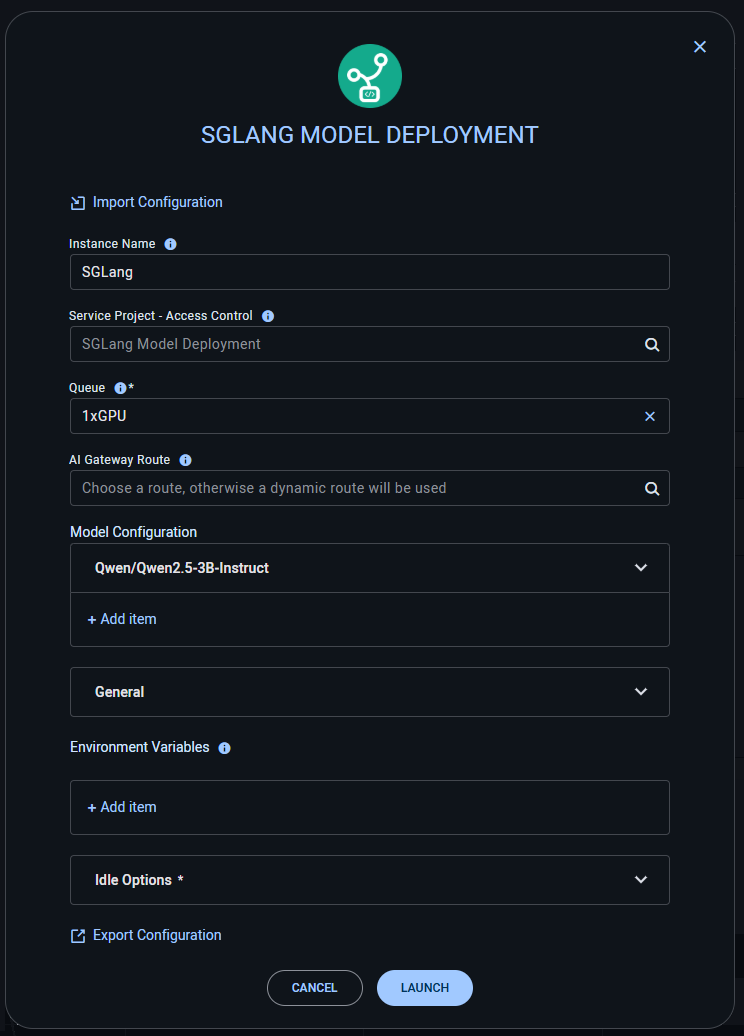 SGLANG MODEL DEPLOYMENT
Import Configuration
Instance Name
SGLang
Service Project - Access Control
SGLang Model Deployment
Queue *
1xGPU
AI Gateway Route
Choose a route, otherwise a dynamic route will be used
Model Configuration
Qwen/Qwen2.5-3B-Instruct
+ Add item
General
Environment Variables
+ Add item
Idle Options *
Export Configuration
CANCEL
LAUNCH